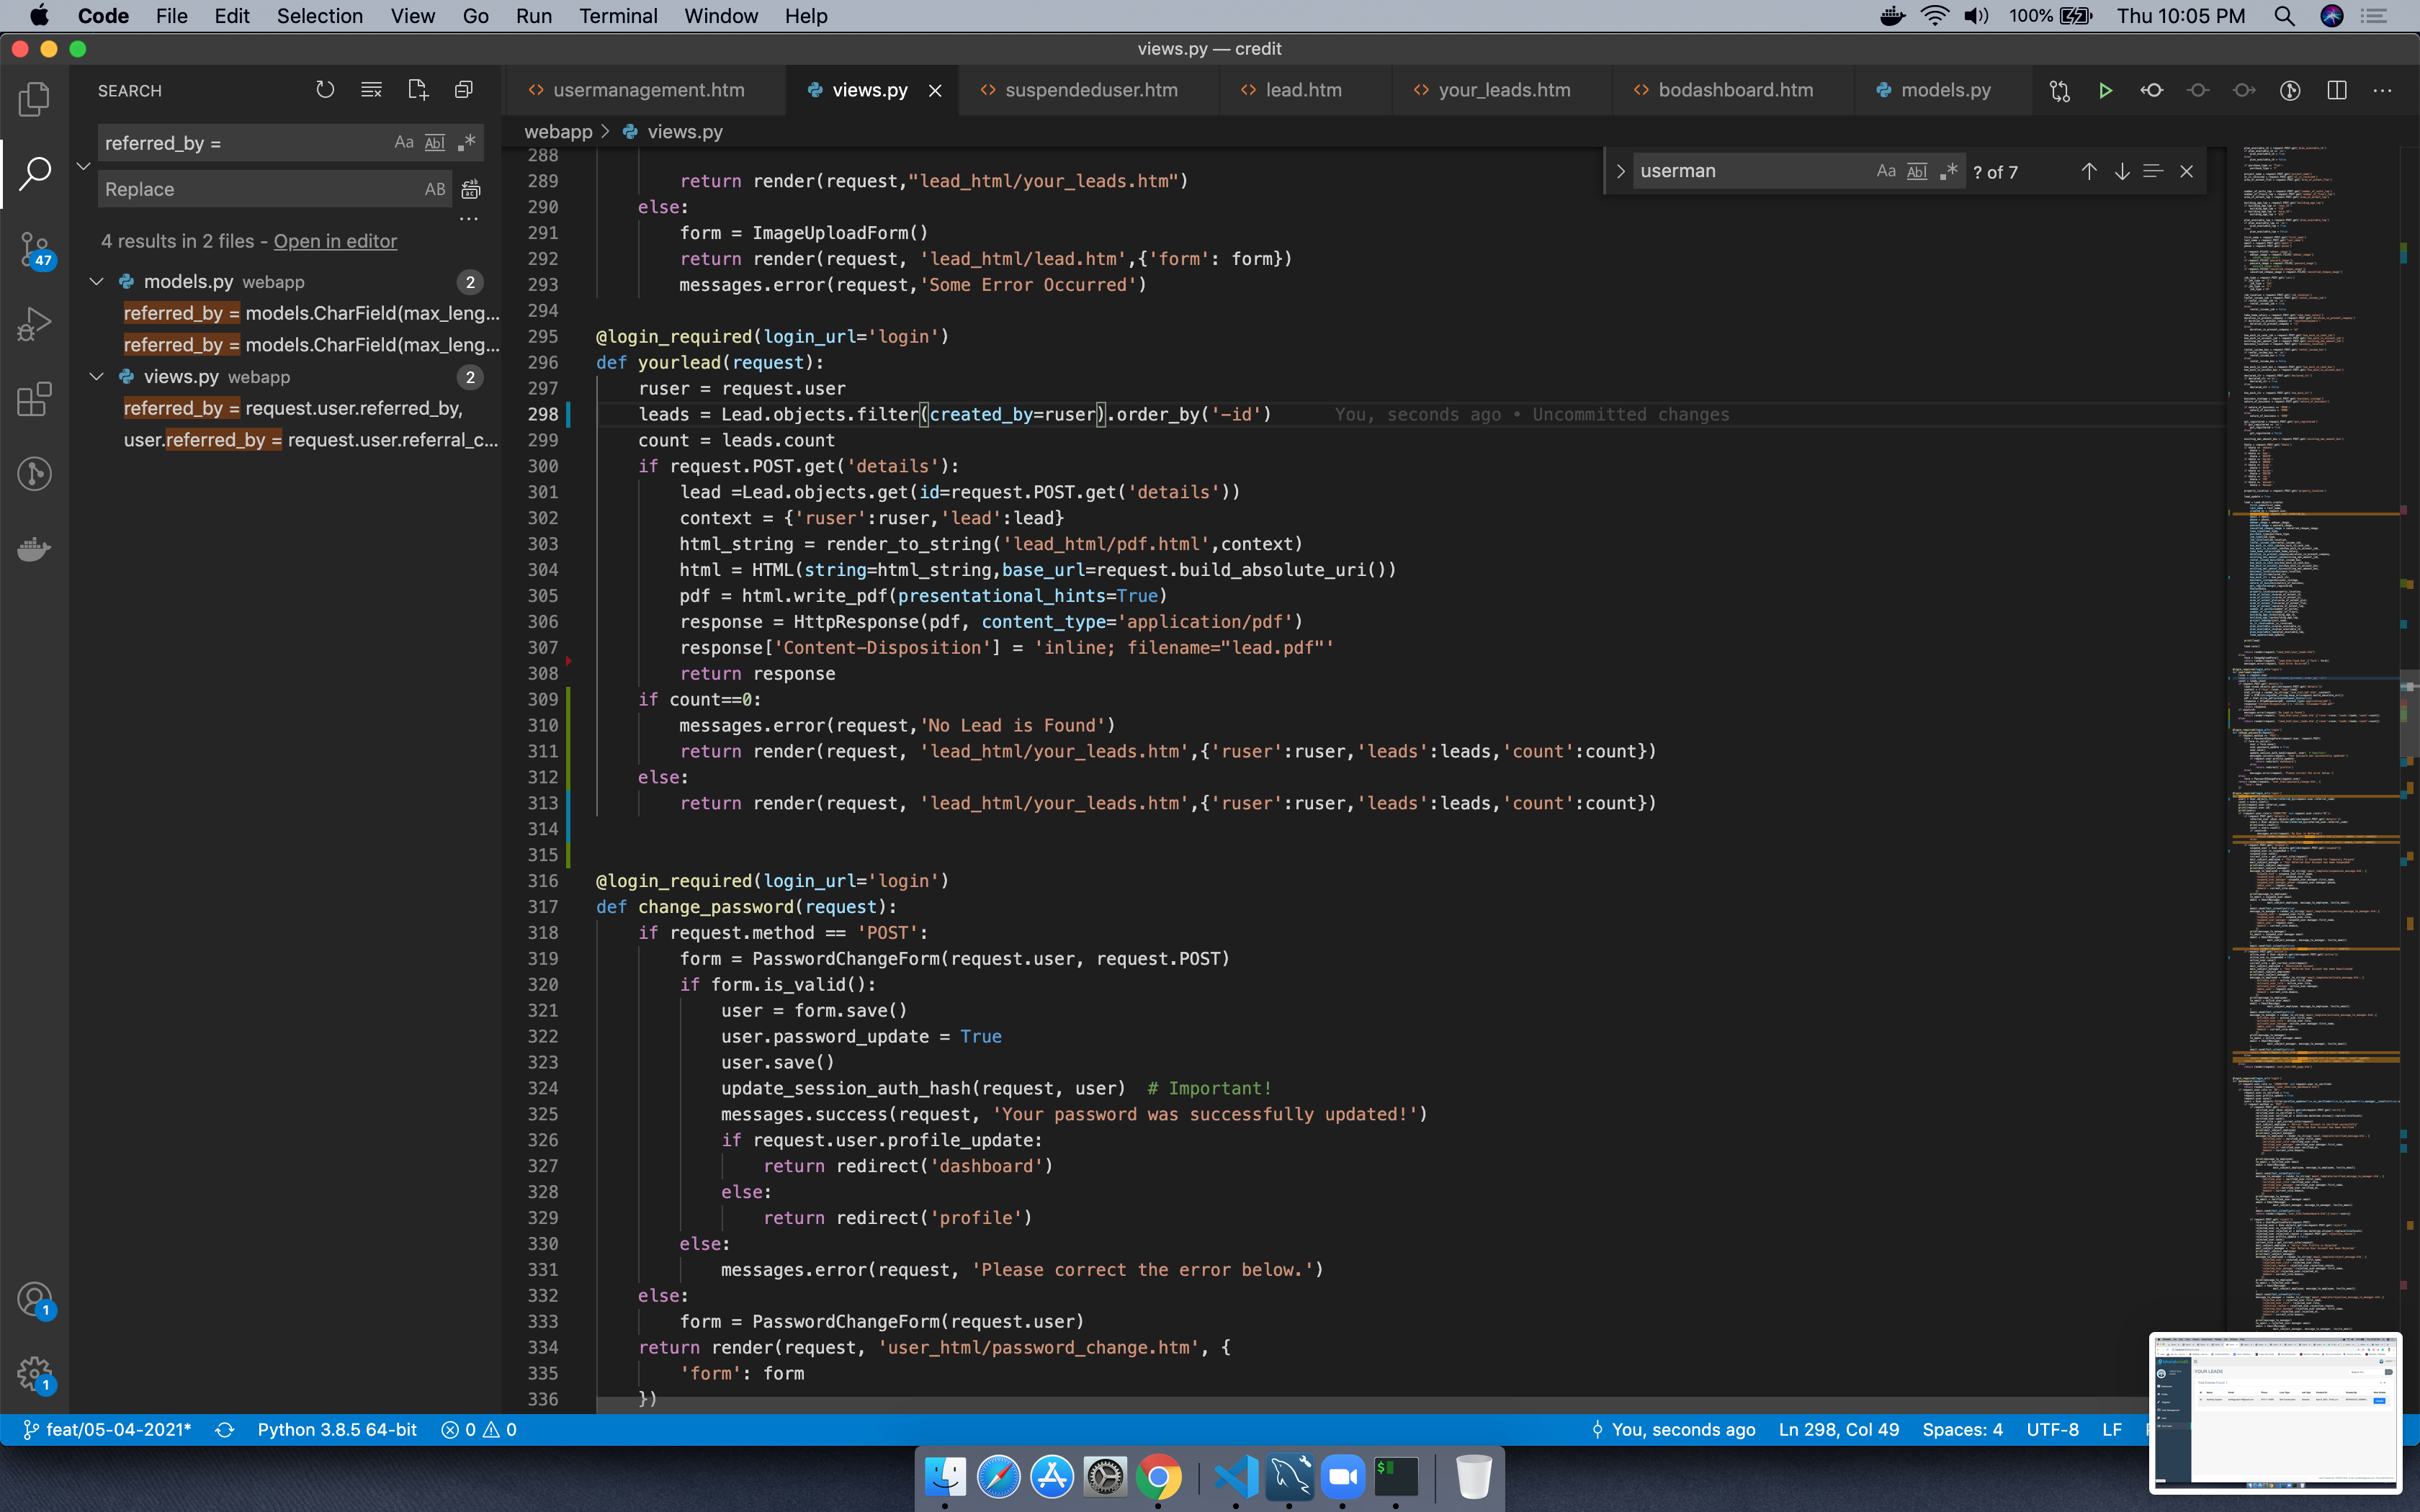 Code File Edit Selection View Go Run Terminal Window Help 100% Thu 10:05 PM
views.py — credit
SEARCH
usermanagement.htm views.py suspendeduser.htm lead.htm your_leads.htm bodashboard.htm models.py
webapp > views.py
referred_by = Aa Abl .*
Replace AB
4 results in 2 files - Open in editor
models.py webapp 2
referred_by = models.CharField(max_leng...
referred_by = models.CharField(max_leng...
views.py webapp 2
referred_by = request.user.referred_by,
user.referred_by = request.user.referral_c...
47
1
1
userman Aa Abl .* ? of 7
288
289 return render(request,"lead_html/your_leads.htm")
290 else:
291 form = ImageUploadForm()
292 return render(request, 'lead_html/lead.htm',{'form': form})
293 messages.error(request,'Some Error Occurred')
294
295 @login_required(login_url='login')
296 def yourlead(request):
297 ruser = request.user
298 leads = Lead.objects.filter(created_by=ruser).order_by('-id') You, seconds ago • Uncommitted changes
299 count = leads.count
300 if request.POST.get('details'):
301 lead =Lead.objects.get(id=request.POST.get('details'))
302 context = {'ruser':ruser,'lead':lead}
303 html_string = render_to_string('lead_html/pdf.html',context)
304 html = HTML(string=html_string,base_url=request.build_absolute_uri())
305 pdf = html.write_pdf(presentational_hints=True)
306 response = HttpResponse(pdf, content_type='application/pdf')
307 response['Content-Disposition'] = 'inline; filename="lead.pdf"'
308 return response
309 if count==0:
310 messages.error(request,'No Lead is Found')
311 return render(request, 'lead_html/your_leads.htm',{'ruser':ruser,'leads':leads,'count':count})
312 else:
313 return render(request, 'lead_html/your_leads.htm',{'ruser':ruser,'leads':leads,'count':count})
314
315
316 @login_required(login_url='login')
317 def change_password(request):
318 if request.method == 'POST':
319 form = PasswordChangeForm(request.user, request.POST)
320 if form.is_valid():
321 user = form.save()
322 user.password_update = True
323 user.save()
324 update_session_auth_hash(request, user) # Important!
325 messages.success(request, 'Your password was successfully updated!')
326 if request.user.profile_update:
327 return redirect('dashboard')
328 else:
329 return redirect('profile')
330 else:
331 messages.error(request, 'Please correct the error below.')
332 else:
333 form = PasswordChangeForm(request.user)
334 return render(request, 'user_html/password_change.htm', {
335 'form': form
336 })
YOUR LEADS
feat/05-04-2021* Python 3.8.5 64-bit 0 0 You, seconds ago Ln 298, Col 49 Spaces: 4 UTF-8 LF